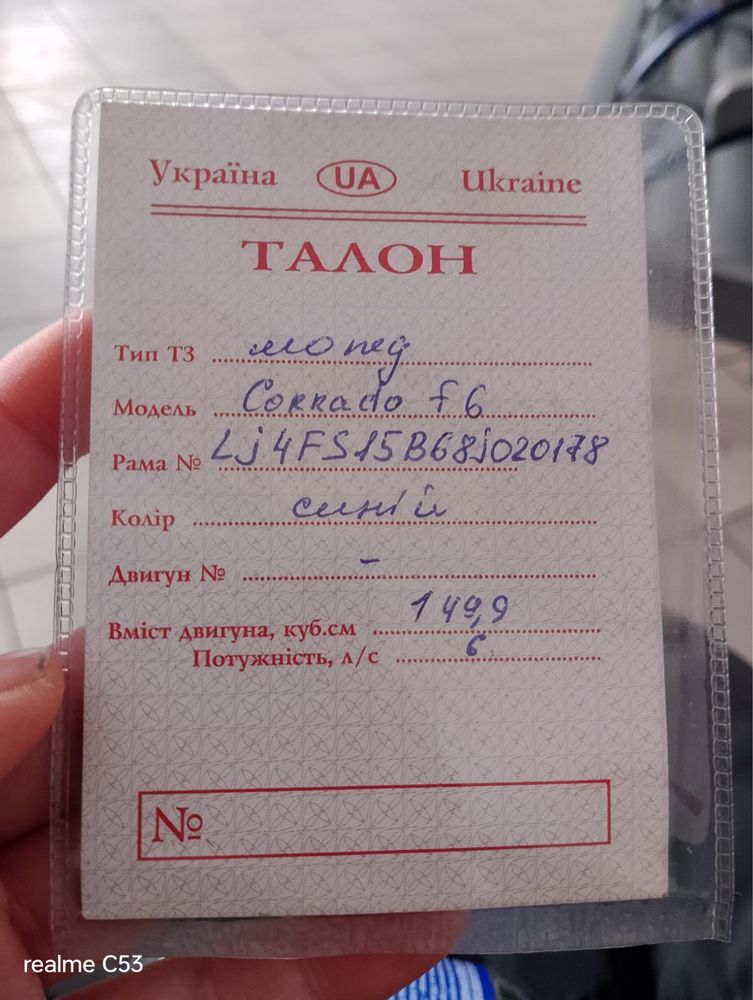 Україна UA Ukraine
ТАЛОН
Тип ТЗ мопед
Модель Corrado f6
Рама № Lj4FS15B68j020178
Колір синій
Двигун № -
Вміст двигуна, куб.см 149,9
Потужність, л/с 6
№
realme C53